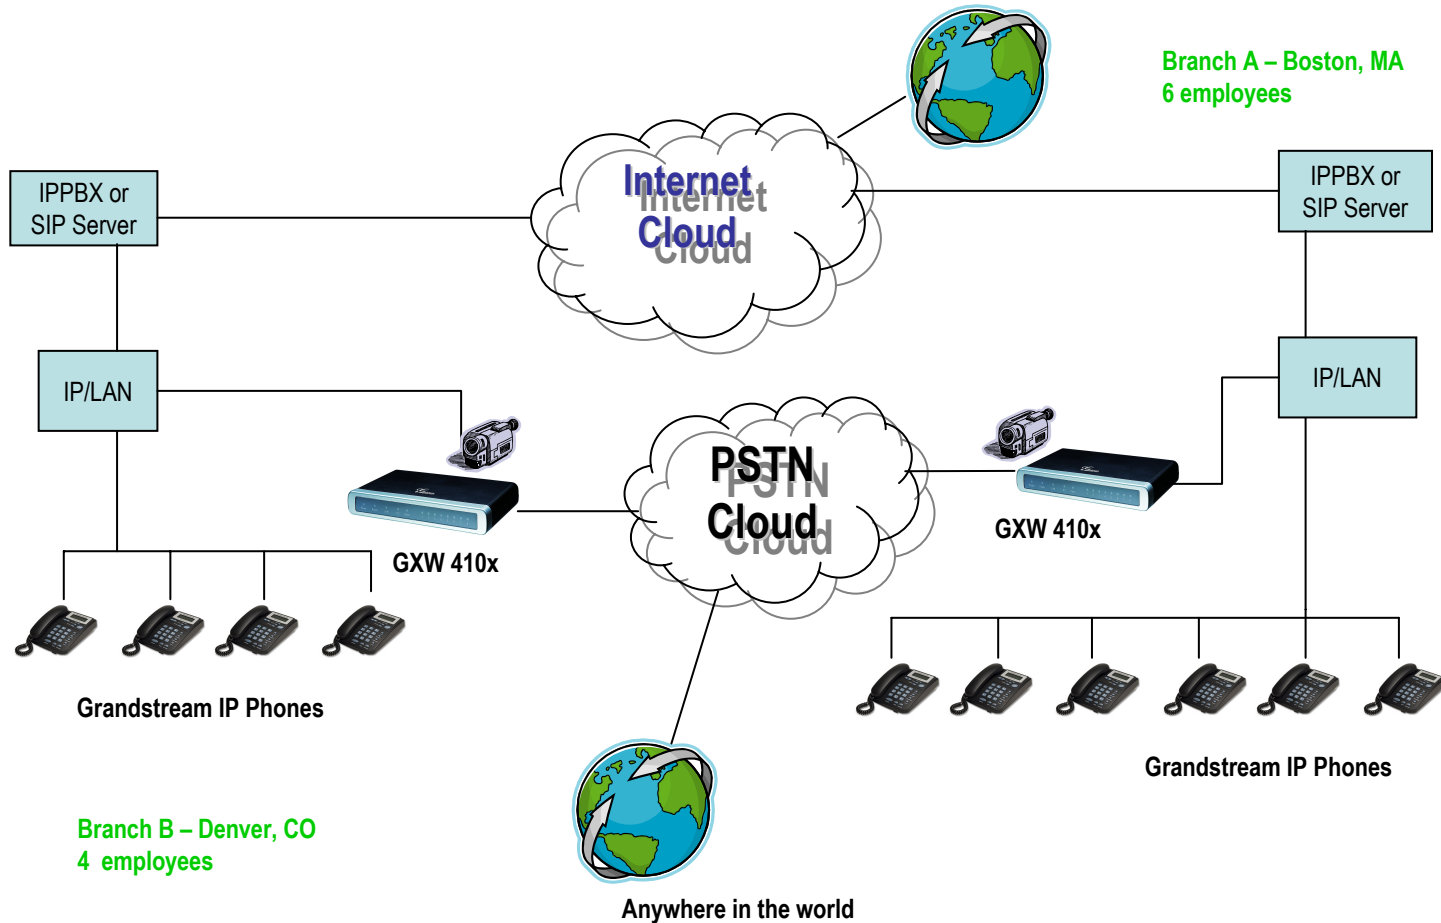 Branch A – Boston, MA
6 employees
Internet
Cloud
IPPBX or
SIP Server
IPPBX or
SIP Server
IP/LAN
IP/LAN
PSTN
Cloud
GXW 410x
GXW 410x
Grandstream IP Phones
Grandstream IP Phones
Branch B – Denver, CO
4 employees
Anywhere in the world